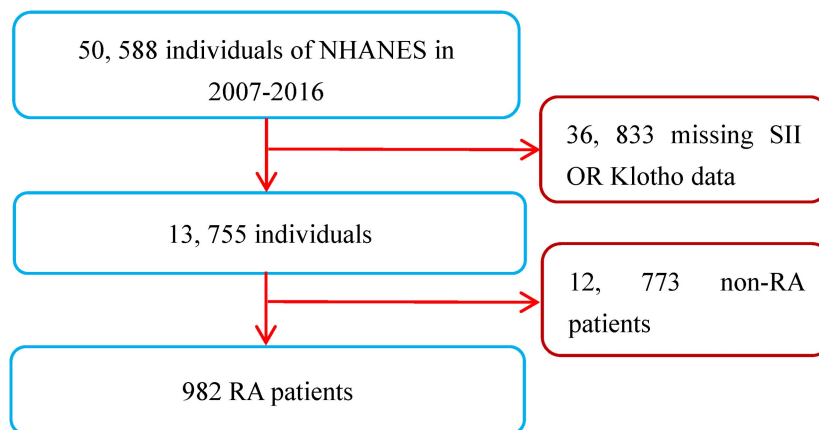 50, 588 individuals of NHANES in
2007-2016
36, 833 missing SII
OR Klotho data
13, 755 individuals
12, 773 non-RA
patients
982 RA patients